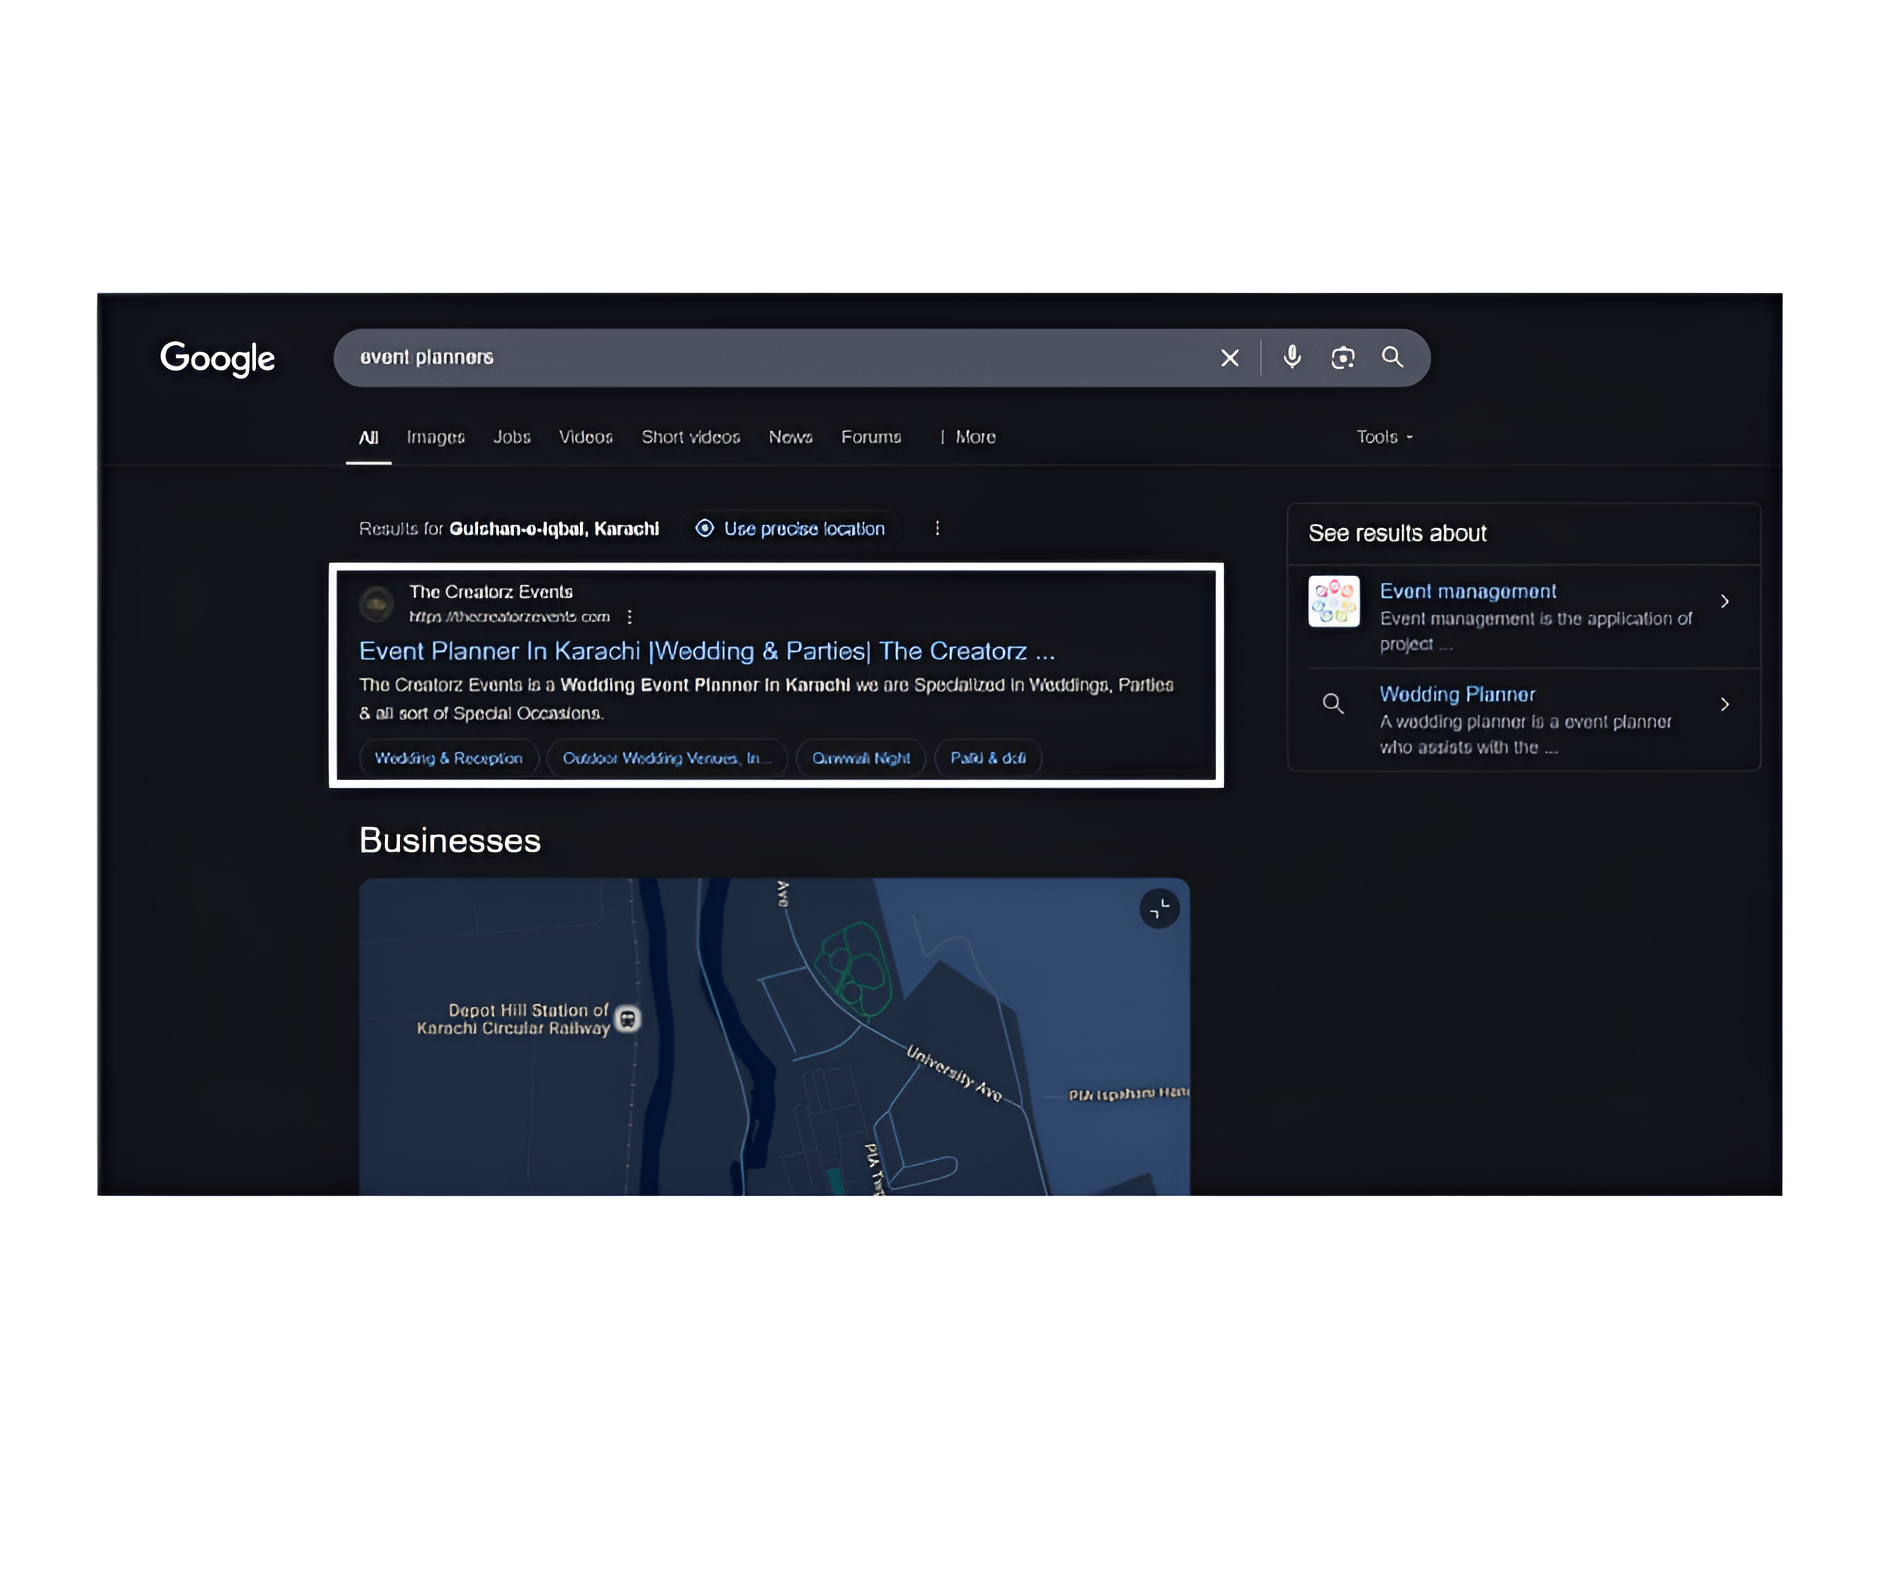 Google
event planners
All Images Jobs Videos Short videos News Forums More Tools
Results for Gulshan-e-Iqbal, Karachi Use precise location
The Creatorz Events
https://thecreatorzevents.com
Event Planner In Karachi |Wedding & Parties| The Creatorz ...
The Creatorz Events is a Wedding Event Planner in Karachi we are Specialized in Weddings, Parties
& all sort of Special Occasions.
Wedding & Reception Outdoor Wedding Venues, In... Qawwali Night
See results about
Event management
Event management is the application of
project ...
Wedding Planner
A wedding planner is a event planner
who assists with the ...
Businesses
Ave
Depot Hill Station of
Karachi Circular Railway
University Ave
PIA Ispahani
PIA